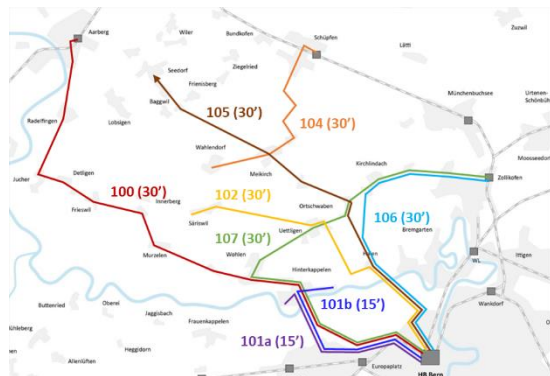 Zuzwil
Aarberg
Wiler
Bundkofen
Schüpfen
Lätti
Seedorf
Ziegelried
Frienisberg
Baggwil
Münchenbuchsee
Urtenen-
Schönbühl
105 (30’)
104 (30’)
Radelfingen
Lobsigen
Wahlendorf
Kirchlindach
Moosseedorf
Jucher
Detligen
100 (30’)
Meikirch
Zollikofen
102 (30’)
Innerberg
Frieswil
Ortschwaben
106 (30’)
Säriswil
Uettligen
Bremgarten
107 (30’)
Murzelen
Wohlen
Halen
Ittigen
Hinterkappelen
WL
101b (15’)
Wankdorf
Buttenried
Oberei
Jaggisbach
Frauenkappelen
101a (15’)
Mühleberg
Heggidorn
Allenlüften
Europaplatz
HB Bern